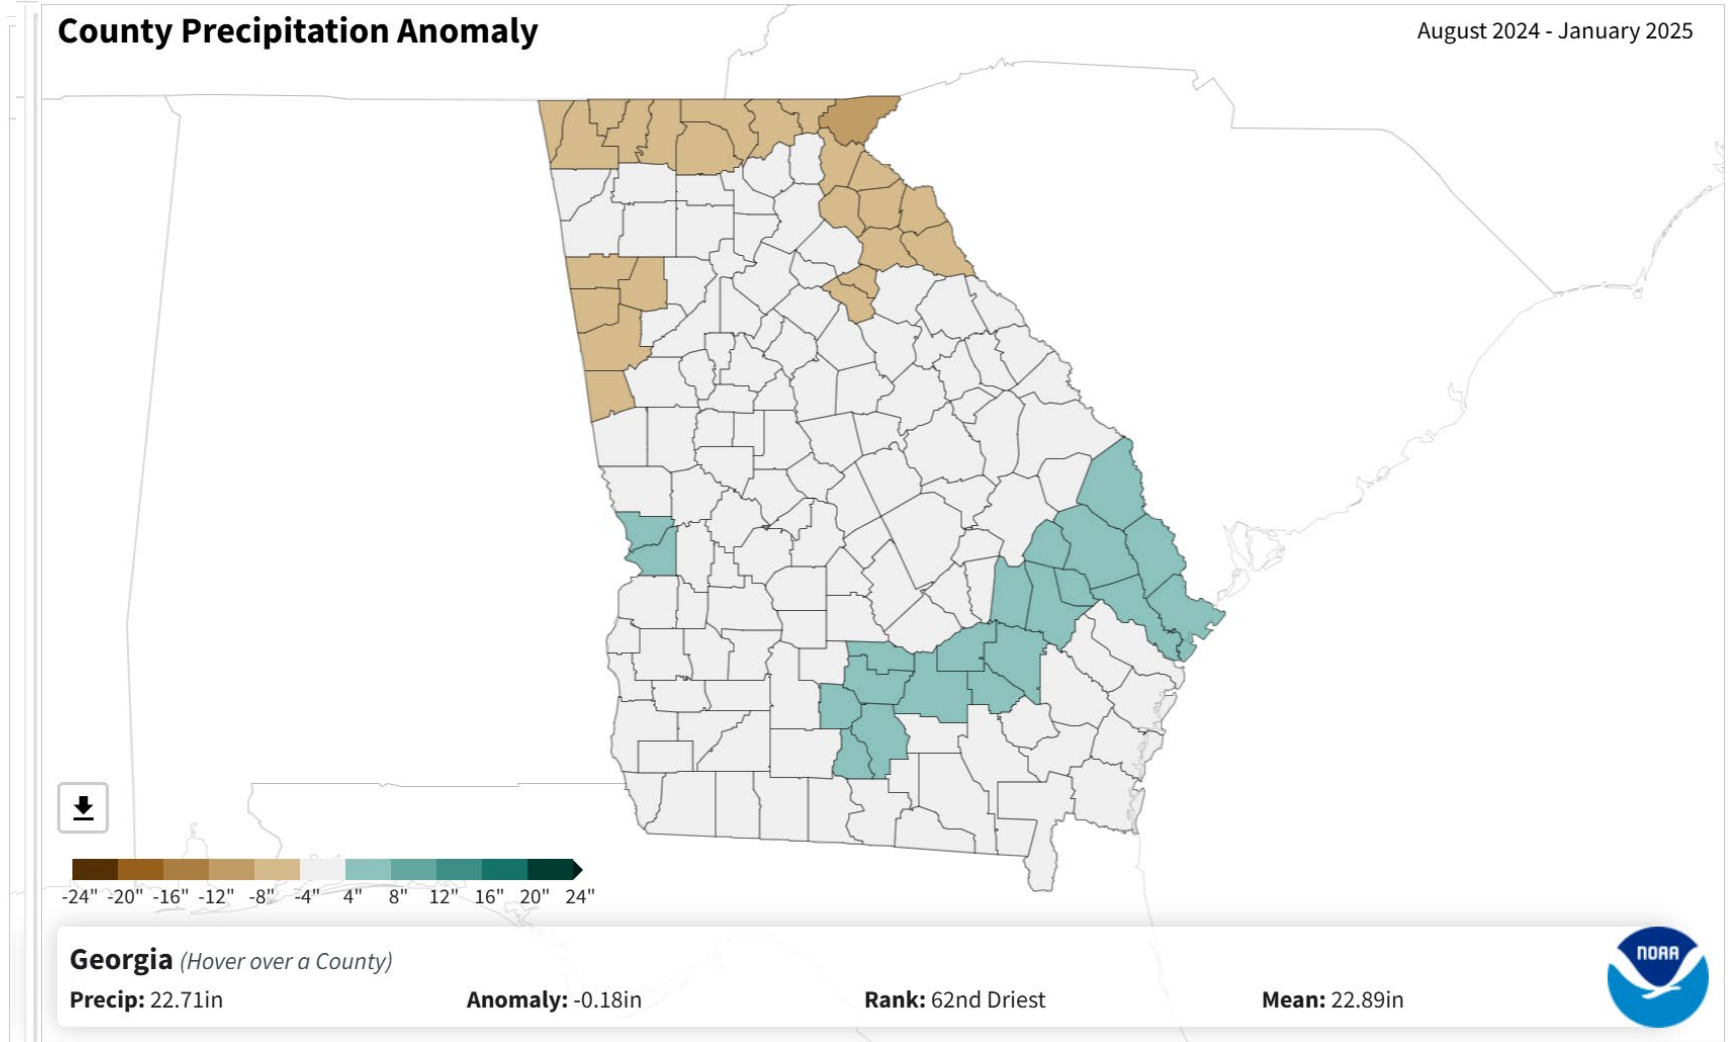 County Precipitation Anomaly
August 2024 - January 2025
-24" -20" -16" -12" -8" -4" 4" 8" 12" 16" 20" 24"
Georgia (Hover over a County)
NOAA
Precip: 22.71in Anomaly: -0.18in Rank: 62nd Driest Mean: 22.89in